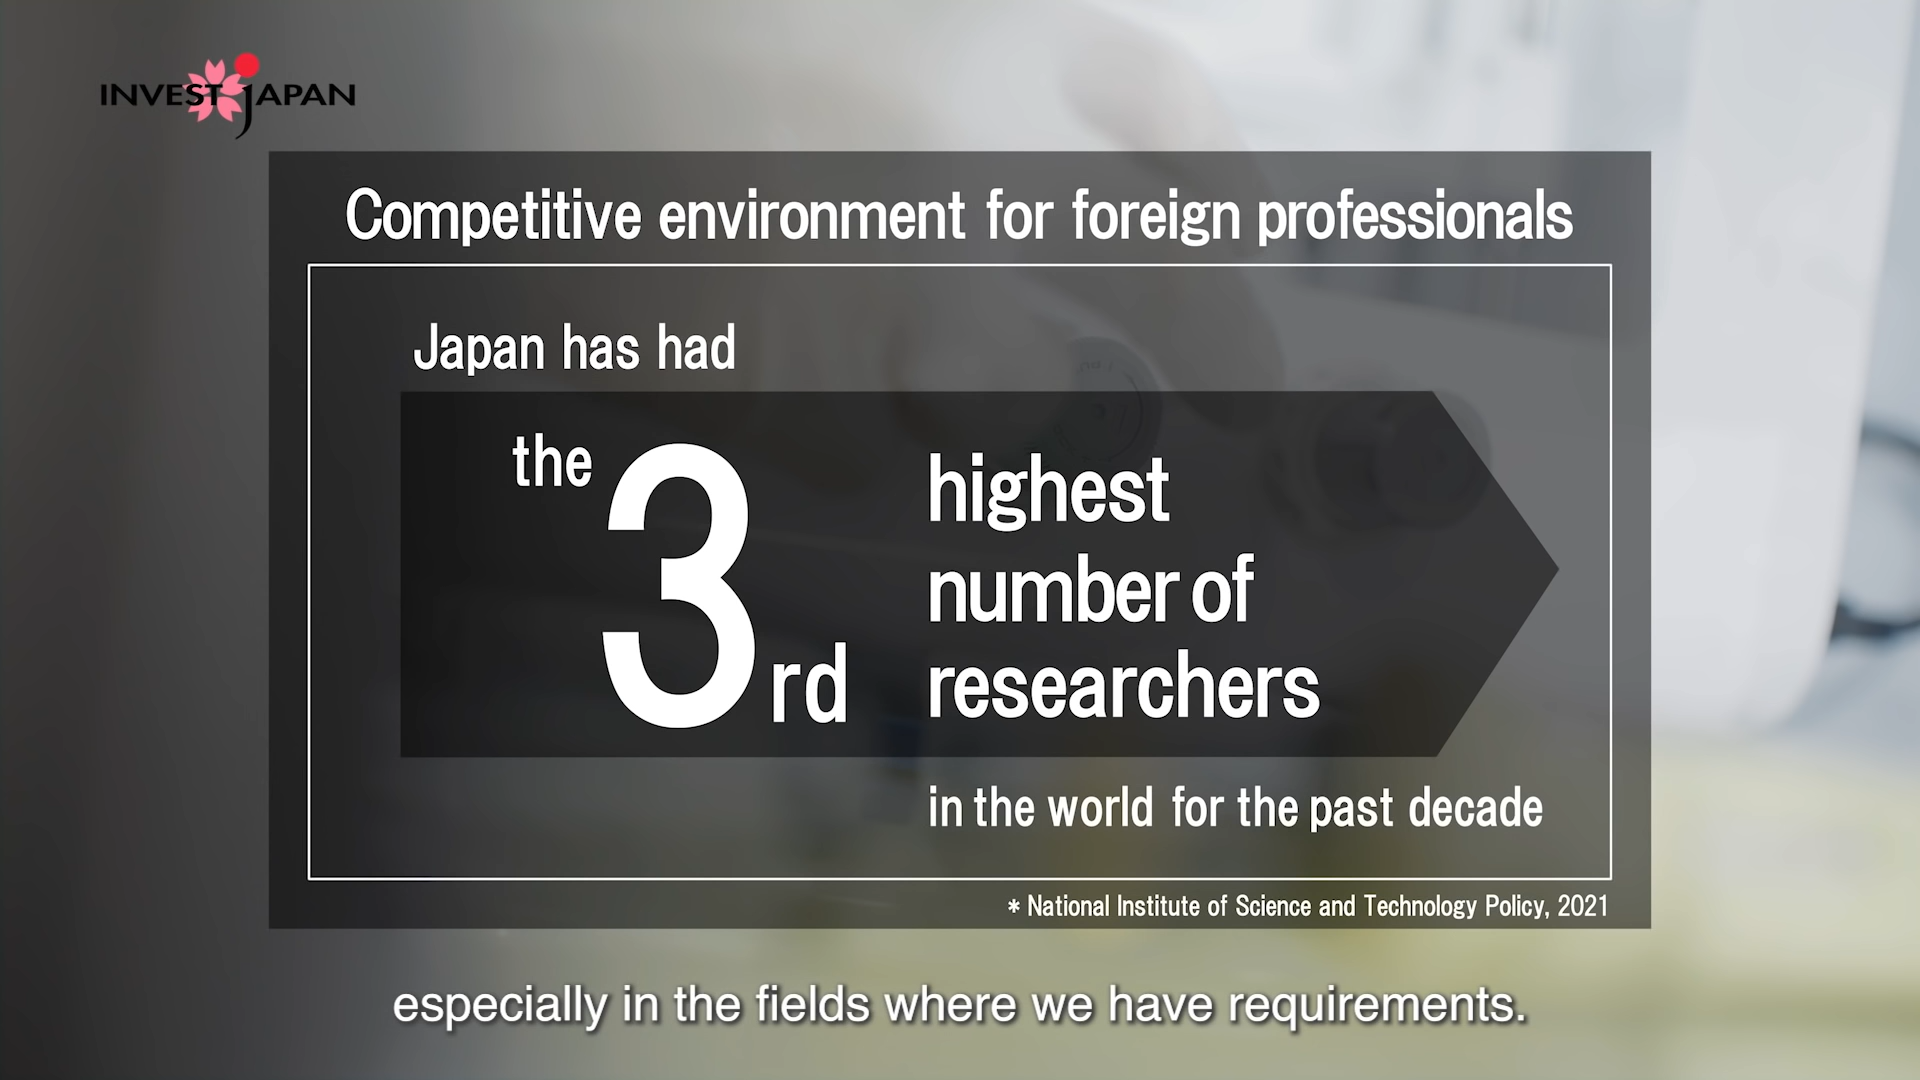 INVEST JAPAN
Competitive environment for foreign professionals
Japan has had
the 3rd
highest
number of
researchers
in the world for the past decade
* National Institute of Science and Technology Policy, 2021
especially in the fields where we have requirements.